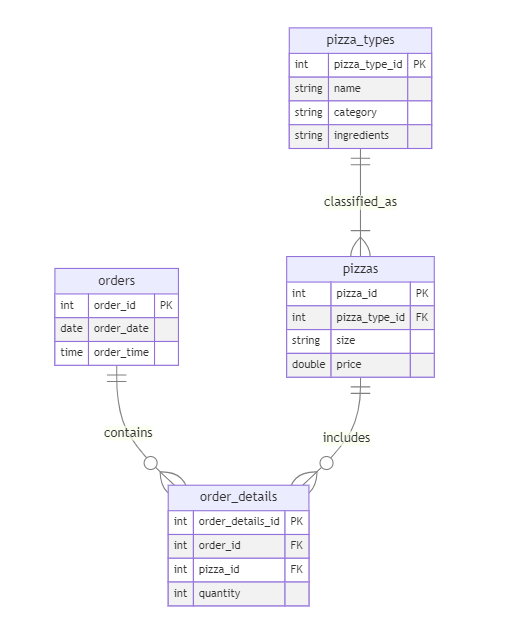 pizza_types
int pizza_type_id PK
string name
string category
string ingredients
classified_as
pizzas
int pizza_id PK
int pizza_type_id FK
string size
double price
orders
int order_id PK
date order_date
time order_time
contains
includes
order_details
int order_details_id PK
int order_id FK
int pizza_id FK
int quantity